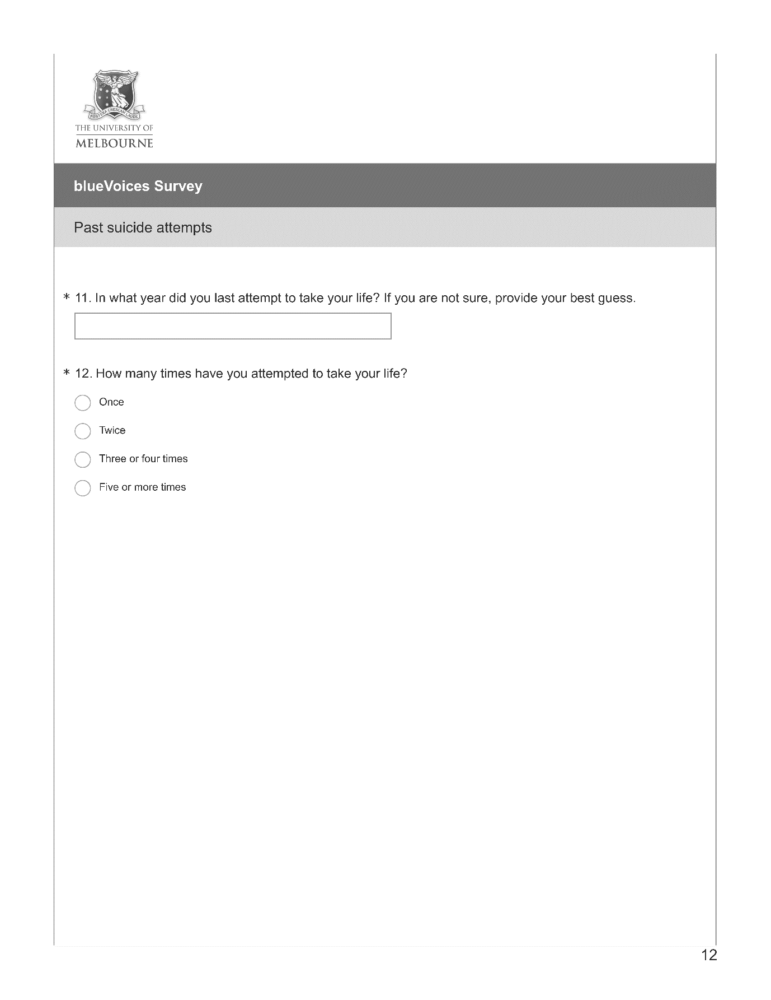 POSTERA CRESCAM LAUDE
THE UNIVERSITY OF
MELBOURNE
blueVoices Survey
Past suicide attempts
* 11. In what year did you last attempt to take your life? If you are not sure, provide your best guess.
* 12. How many times have you attempted to take your life?
Once
Twice
Three or four times
Five or more times
12